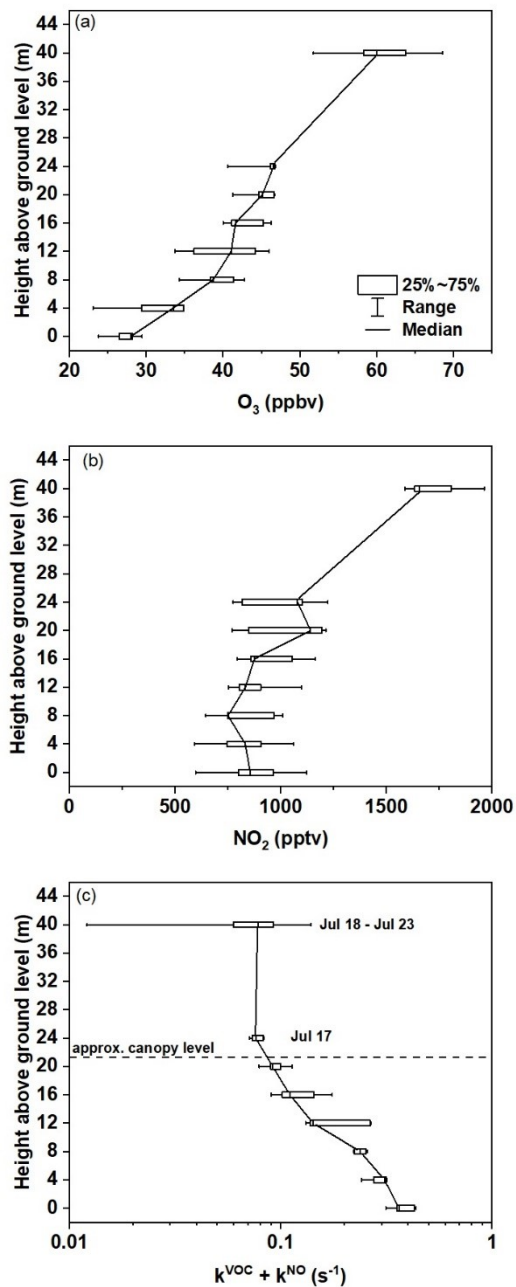 (a)
44
40
36
32
28
24
20
16
12
8
4
0
Height above ground level (m)
25%~75%
Range
Median
20 30 40 50 60 70
O₃ (ppbv)
(b)
44
40
36
32
28
24
20
16
12
8
4
0
Height above ground level (m)
0 500 1000 1500 2000
NO₂ (pptv)
(c)
44
40
36
32
28
24
20
16
12
8
4
0
Height above ground level (m)
Jul 18 - Jul 23
Jul 17
approx. canopy level
0.01 0.1 1
k^VOC + k^NO (s⁻¹)